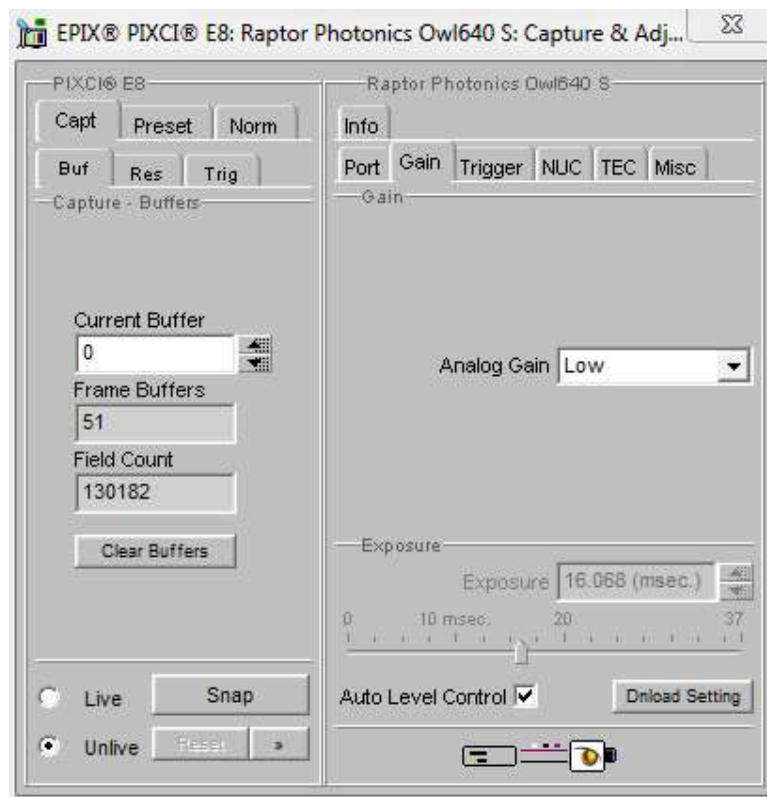 EPIX® PIXCI® E8: Raptor Photonics Owl640 S: Capture & Adj...
PIXCI® E8
Capt Preset Norm
Buf Res Trig
Capture - Buffers
Current Buffer
0
Frame Buffers
51
Field Count
130182
Clear Buffers
Live Snap
Unlive Reset »
Raptor Photonics Owl640 S
Info
Port Gain Trigger NUC TEC Misc
Gain
Analog Gain Low
Exposure
Exposure 16.068 (msec.)
0 10 msec. 20 37
Auto Level Control Dnload Setting